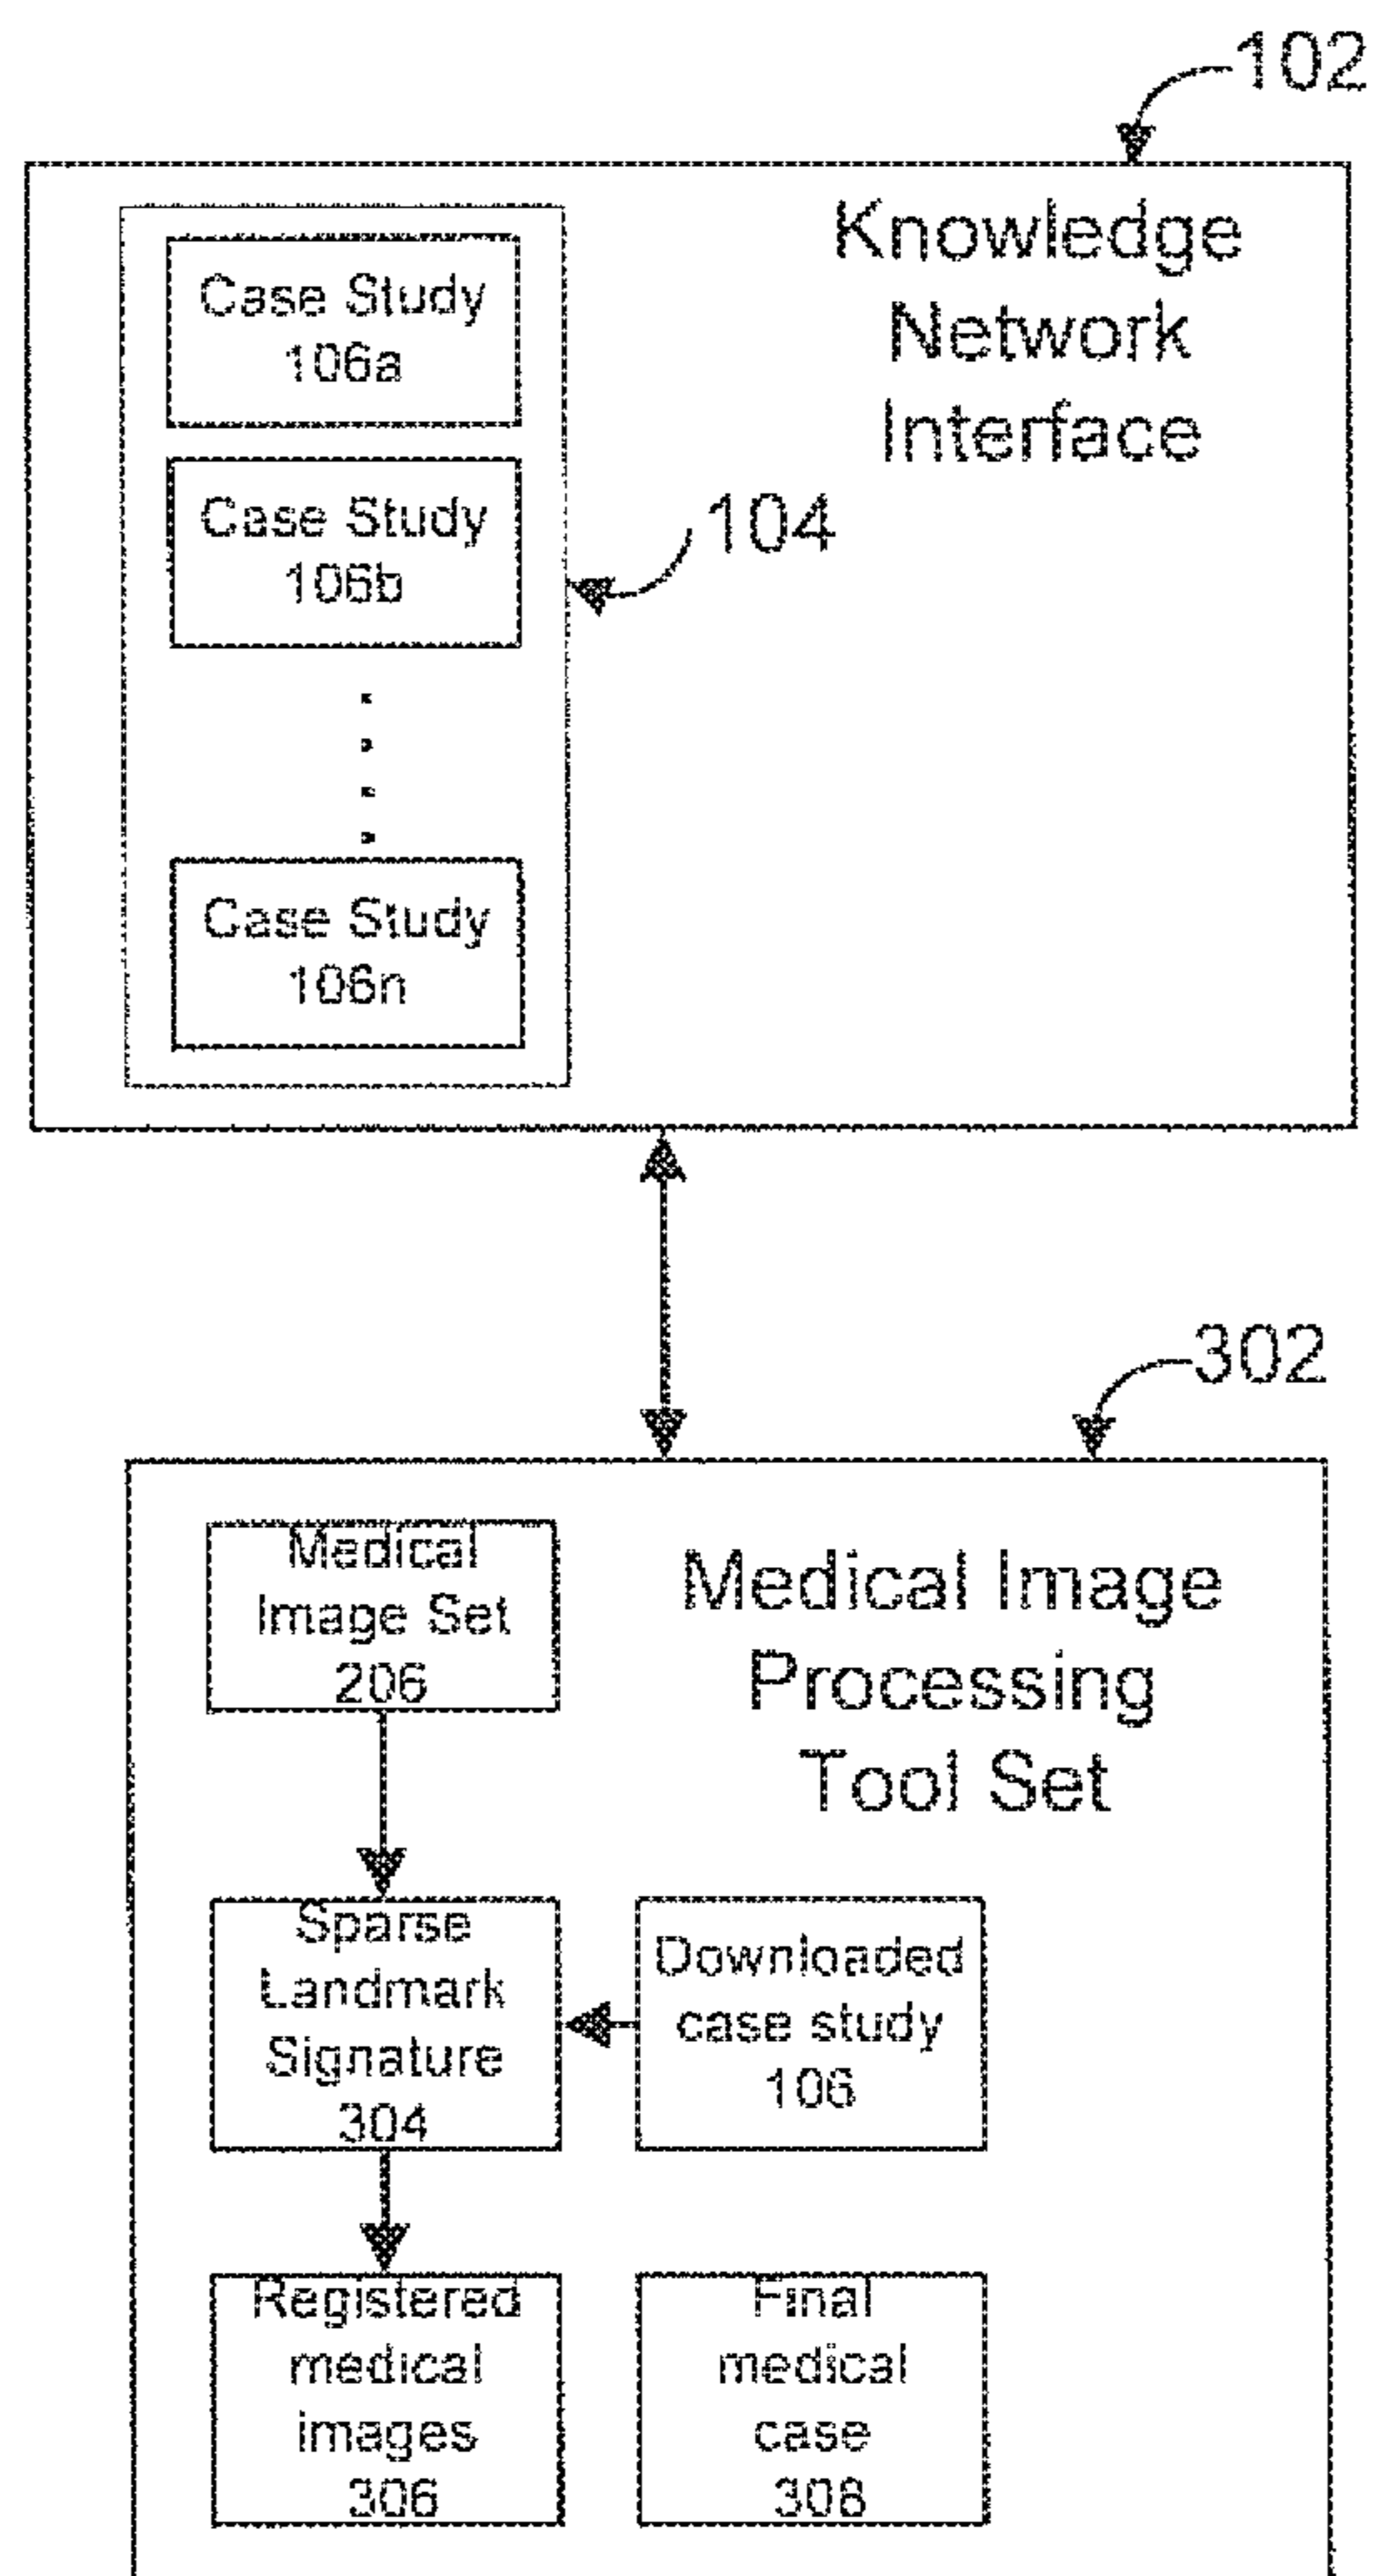 102
Knowledge
Network
Interface
Case Study
106a
Case Study
106b
104
Case Study
106n
302
Medical
Image Set
206
Medical Image
Processing
Tool Set
Sparse
Landmark
Signature
304
Downloaded
case study
106
Registered
medical
images
306
Final
medical
case
308